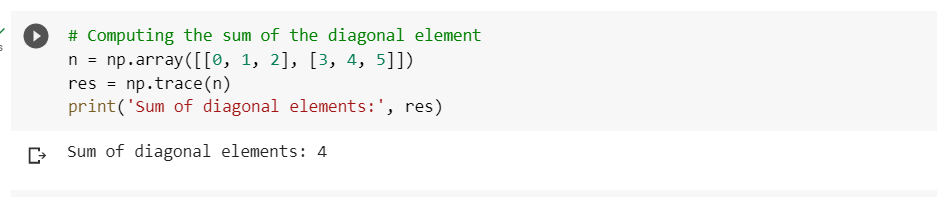 # Computing the sum of the diagonal element
n = np.array([[0, 1, 2], [3, 4, 5]])
res = np.trace(n)
print('Sum of diagonal elements:', res)
Sum of diagonal elements: 4